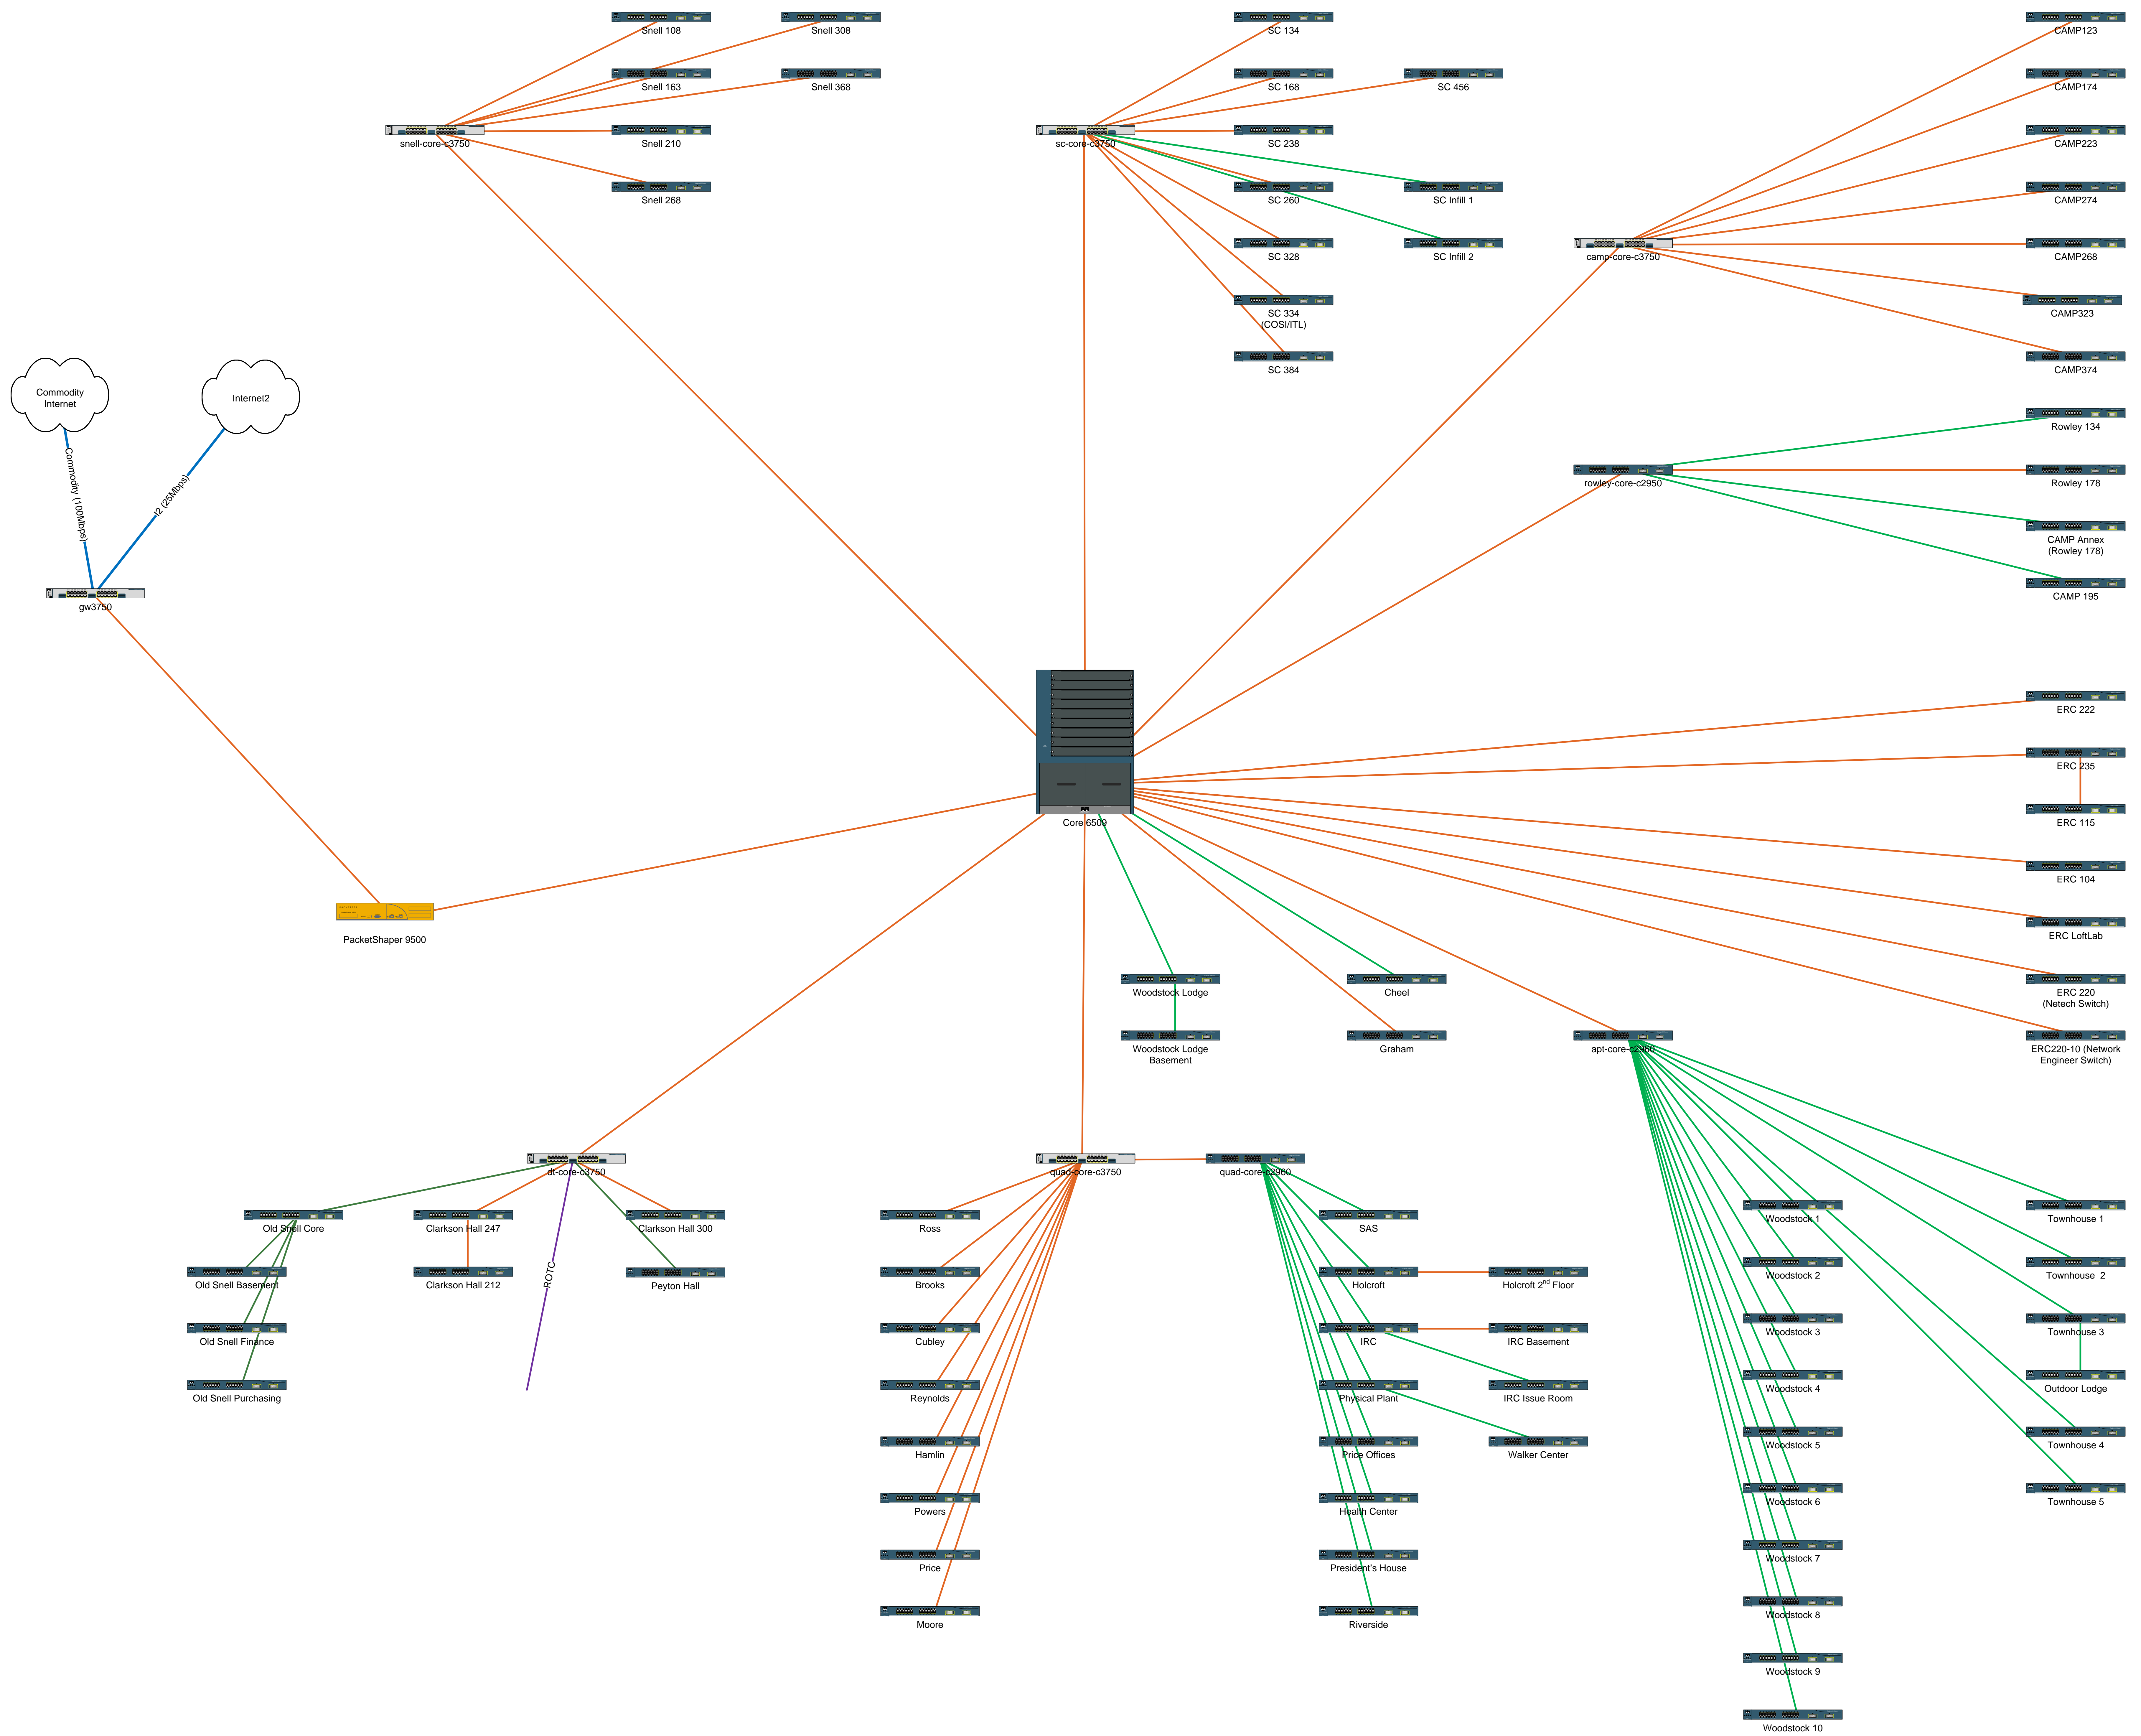 Snell 108
Snell 308
SC 134
CAMP123
Snell 163
Snell 368
SC 168
SC 456
CAMP174
snell-core-c3750
Snell 210
sc-core-c3750
SC 238
CAMP223
Snell 268
SC 260
SC Infill 1
CAMP274
SC 328
SC Infill 2
camp-core-c3750
CAMP268
SC 334
(COSI/ITL)
CAMP323
SC 384
CAMP374
Commodity
Internet
Internet2
Rowley 134
Commodity (100Mbps)
I2 (25Mbps)
rowley-core-c2950
Rowley 178
CAMP Annex
(Rowley 178)
gw3750
CAMP 195
ERC 222
ERC 235
Core 6509
ERC 115
ERC 104
PacketShaper 9500
ERC LoftLab
Woodstock Lodge
Cheel
ERC 220
(Netech Switch)
Woodstock Lodge
Basement
Graham
apt-core-c2960
ERC220-10 (Network
Engineer Switch)
dt-core-c3750
quad-core-c3750
quad-core-c2960
Old Snell Core
Clarkson Hall 247
Clarkson Hall 300
Ross
SAS
Woodstock 1
Townhouse 1
Old Snell Basement
Clarkson Hall 212
ROTC
Peyton Hall
Brooks
Holcroft
Holcroft 2nd Floor
Woodstock 2
Townhouse  2
Old Snell Finance
Cubley
IRC
IRC Basement
Woodstock 3
Townhouse 3
Old Snell Purchasing
Reynolds
Physical Plant
IRC Issue Room
Woodstock 4
Outdoor Lodge
Hamlin
Price Offices
Walker Center
Woodstock 5
Townhouse 4
Powers
Health Center
Woodstock 6
Townhouse 5
Price
President's House
Woodstock 7
Moore
Riverside
Woodstock 8
Woodstock 9
Woodstock 10